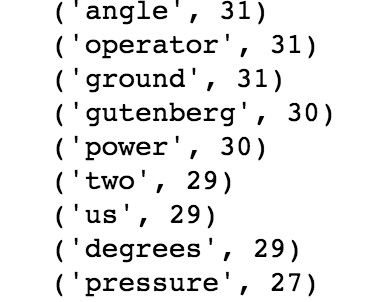 ('angle', 31)
('operator', 31)
('ground', 31)
('gutenberg', 30)
('power', 30)
('two', 29)
('us', 29)
('degrees', 29)
('pressure', 27)